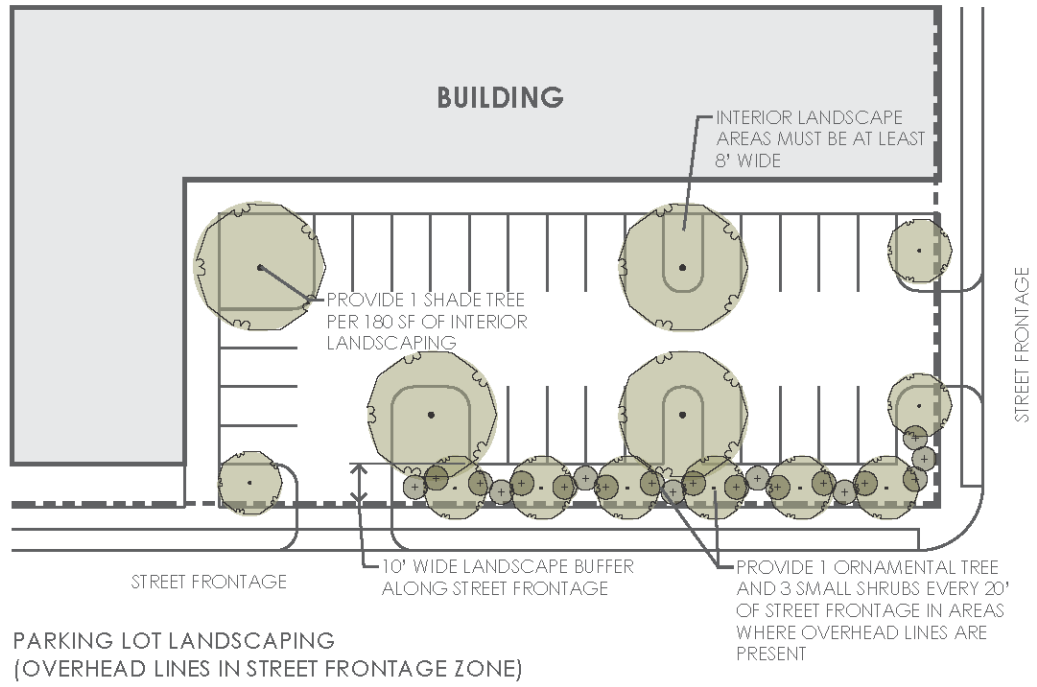 BUILDING
INTERIOR LANDSCAPE
AREAS MUST BE AT LEAST
8' WIDE
PROVIDE 1 SHADE TREE
PER 180 SF OF INTERIOR
LANDSCAPING
STREET FRONTAGE
STREET FRONTAGE
10' WIDE LANDSCAPE BUFFER
ALONG STREET FRONTAGE
PROVIDE 1 ORNAMENTAL TREE
AND 3 SMALL SHRUBS EVERY 20'
OF STREET FRONTAGE IN AREAS
WHERE OVERHEAD LINES ARE
PRESENT
PARKING LOT LANDSCAPING
(OVERHEAD LINES IN STREET FRONTAGE ZONE)